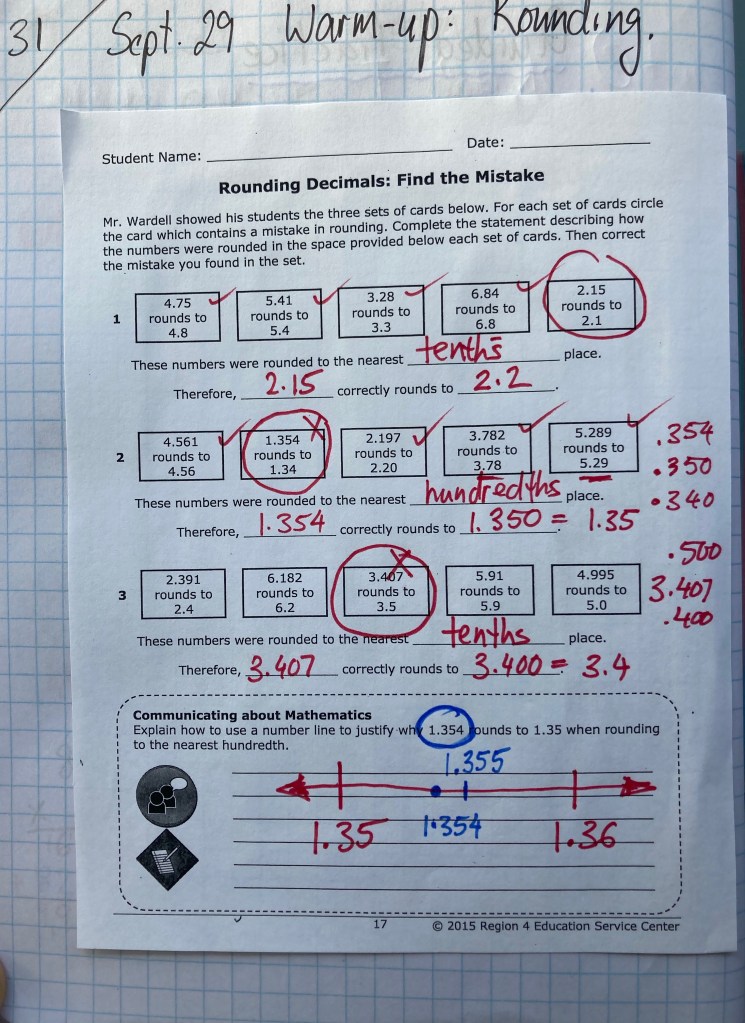 31 Sept. 29 Warm-up: Rounding.
Student Name: Date:
Rounding Decimals: Find the Mistake
Mr. Wardell showed his students the three sets of cards below. For each set of cards circle
the card which contains a mistake in rounding. Complete the statement describing how
the numbers were rounded in the space provided below each set of cards. Then correct
the mistake you found in the set.
1
4.75
rounds to
4.8
5.41
rounds to
5.4
3.28
rounds to
3.3
6.84
rounds to
6.8
2.15
rounds to
2.1
These numbers were rounded to the nearest tenths place.
Therefore, 2.15 correctly rounds to 2.2.
2
4.561
rounds to
4.56
1.354
rounds to
1.34
2.197
rounds to
2.20
3.782
rounds to
3.78
5.289
rounds to
5.29
.354
.350
.340
These numbers were rounded to the nearest hundredths place.
Therefore, 1.354 correctly rounds to 1.350 = 1.35
3
2.391
rounds to
2.4
6.182
rounds to
6.2
3.407
rounds to
3.5
5.91
rounds to
5.9
4.995
rounds to
5.0
.500
3.407
.400
These numbers were rounded to the nearest tenths place.
Therefore, 3.407 correctly rounds to 3.400 = 3.4
Communicating about Mathematics
Explain how to use a number line to justify why 1.354 rounds to 1.35 when rounding
to the nearest hundredth.
1.355
1.35 1.354 1.36
17 © 2015 Region 4 Education Service Center